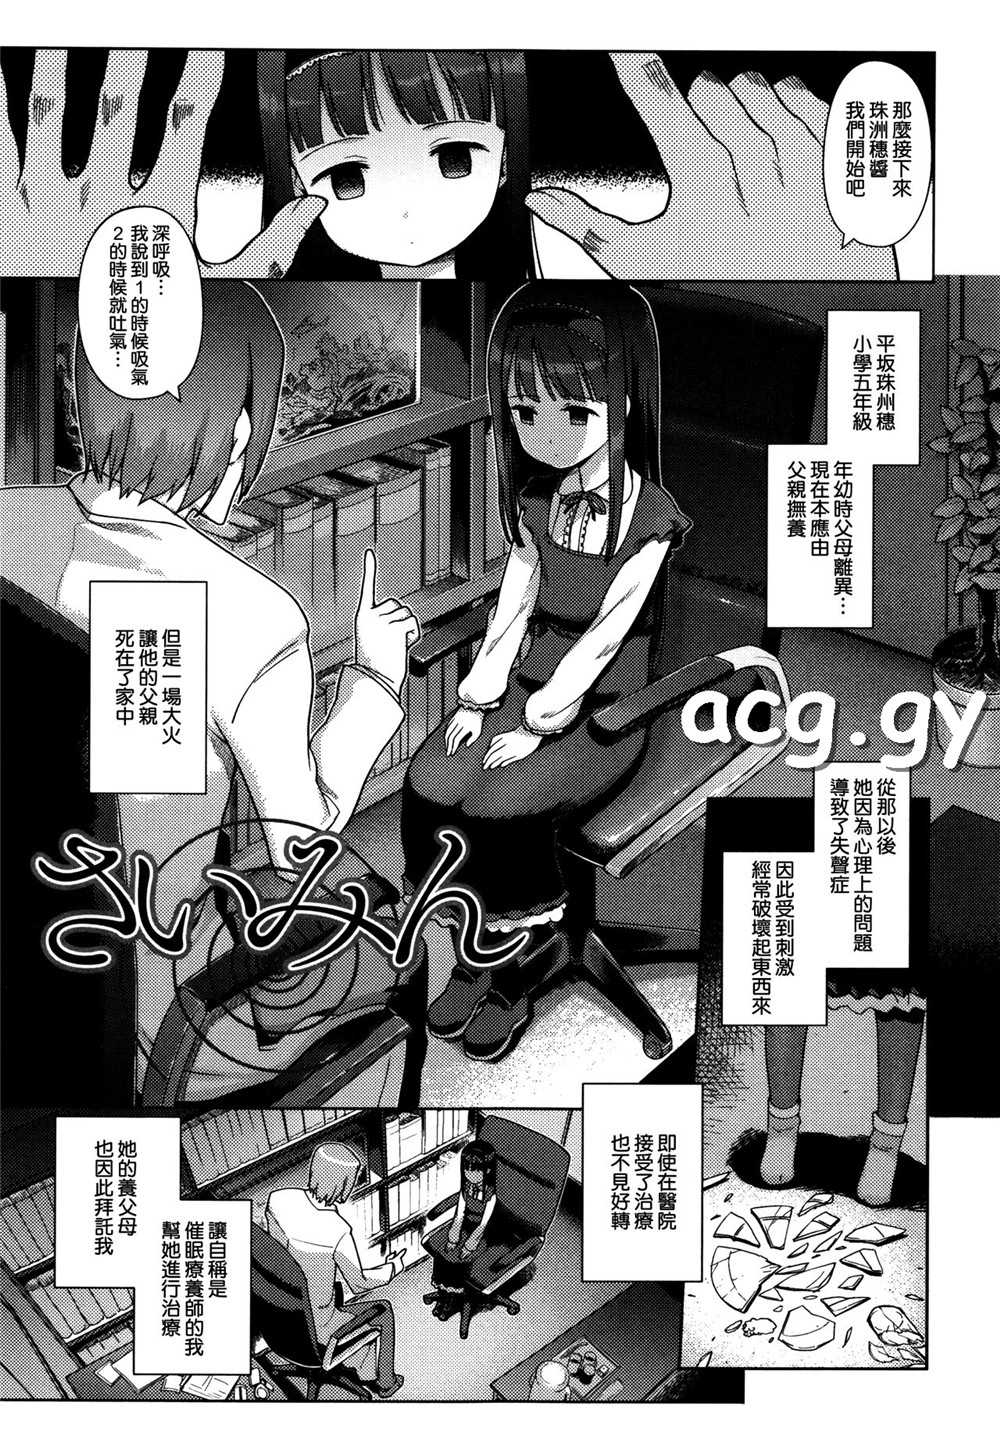 那麼接下來
珠洲穗醬
我們開始吧
深呼吸…
我說到1的時候吸氣
2的時候就吐氣…
平坂珠州穗
小學五年級
年幼時父母離異…
現在本應由
父親撫養
但是一場大火
讓他的父親
死在了家中
acg.gy
從那以後
她因為心理上的問題
導致了失聲症
因此受到刺激
經常破壞起東西來
さいみん
即使在醫院
接受了治療
也不見好轉
讓自稱是
催眠療養師的我
幫她進行治療
她的養父母
也因此拜託我